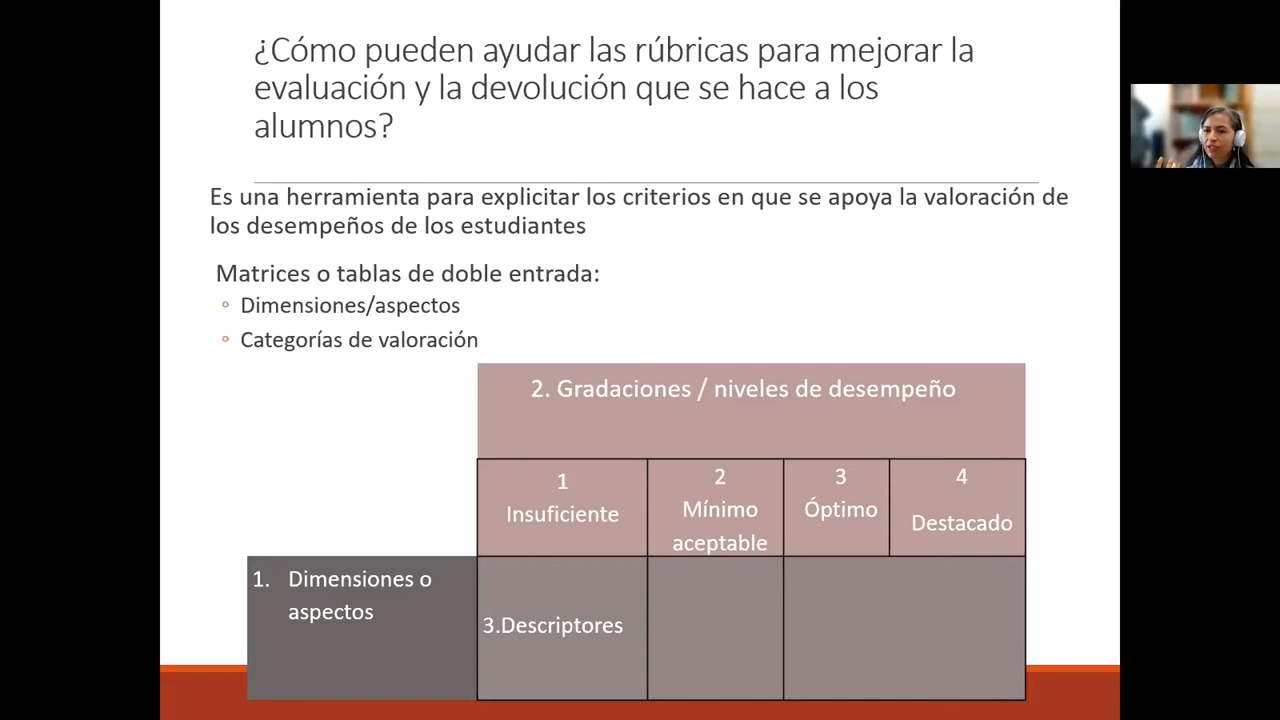 ¿Cómo pueden ayudar las rúbricas para mejorar la
evaluación y la devolución que se hace a los
alumnos?
Es una herramienta para explicitar los criterios en que se apoya la valoración de
los desempeños de los estudiantes
Matrices o tablas de doble entrada:
Dimensiones/aspectos
Categorías de valoración
2. Gradaciones / niveles de desempeño
1
Insuficiente
2
Mínimo
aceptable
3
Óptimo
4
Destacado
1. Dimensiones o
aspectos
3.Descriptores